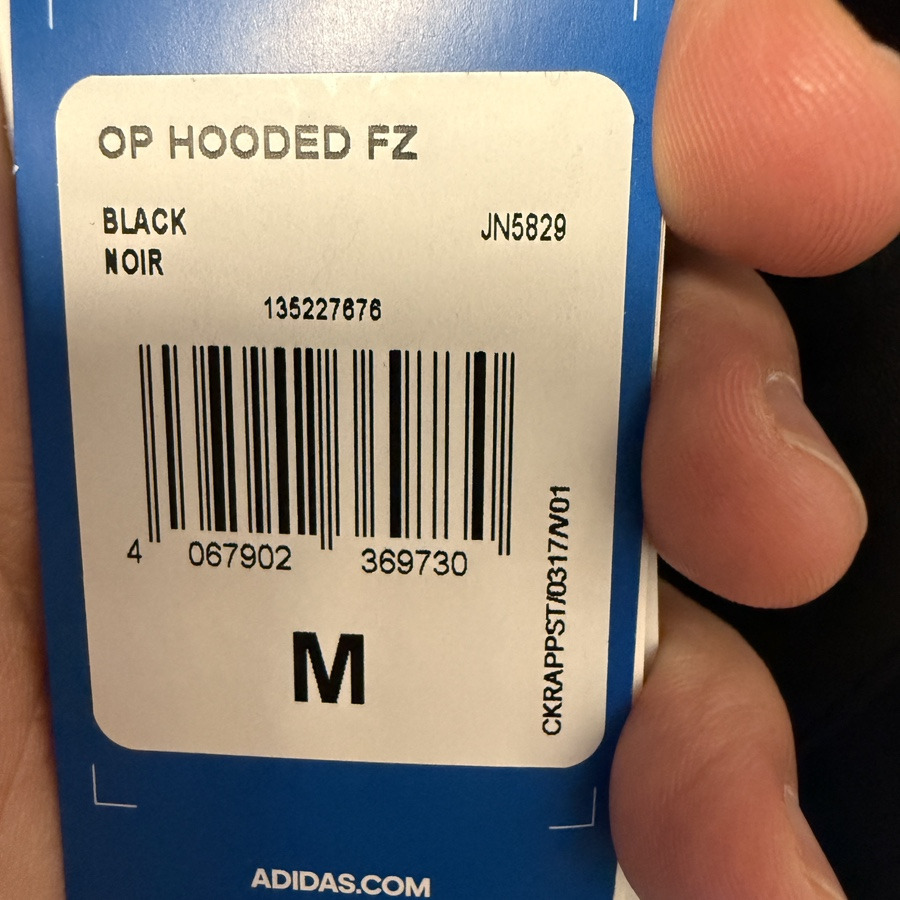 OP HOODED FZ
BLACK
JN5829
NOIR
135227676
4 067902 369730
CKRAPPST/0317/V01
M
ADIDAS.COM